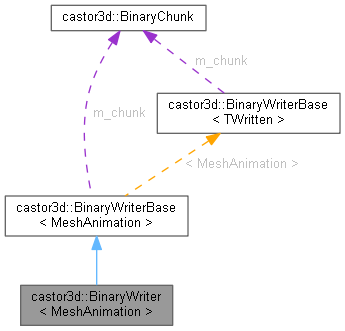 castor3d::BinaryChunk
m_chunk
m_chunk
castor3d::BinaryWriterBase
< TWritten >
< MeshAnimation >
castor3d::BinaryWriterBase
< MeshAnimation >
castor3d::BinaryWriter
< MeshAnimation >